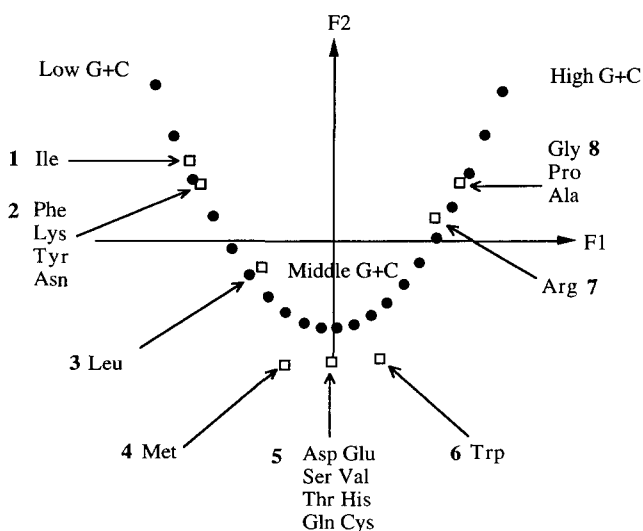 F2
Low G+C
High G+C
1 Ile
Gly 8
Pro
Ala
2 Phe
Lys
Tyr
Asn
F1
Middle G+C
Arg 7
3 Leu
4 Met
5 Asp Glu
Ser Val
Thr His
Gln Cys
6 Trp